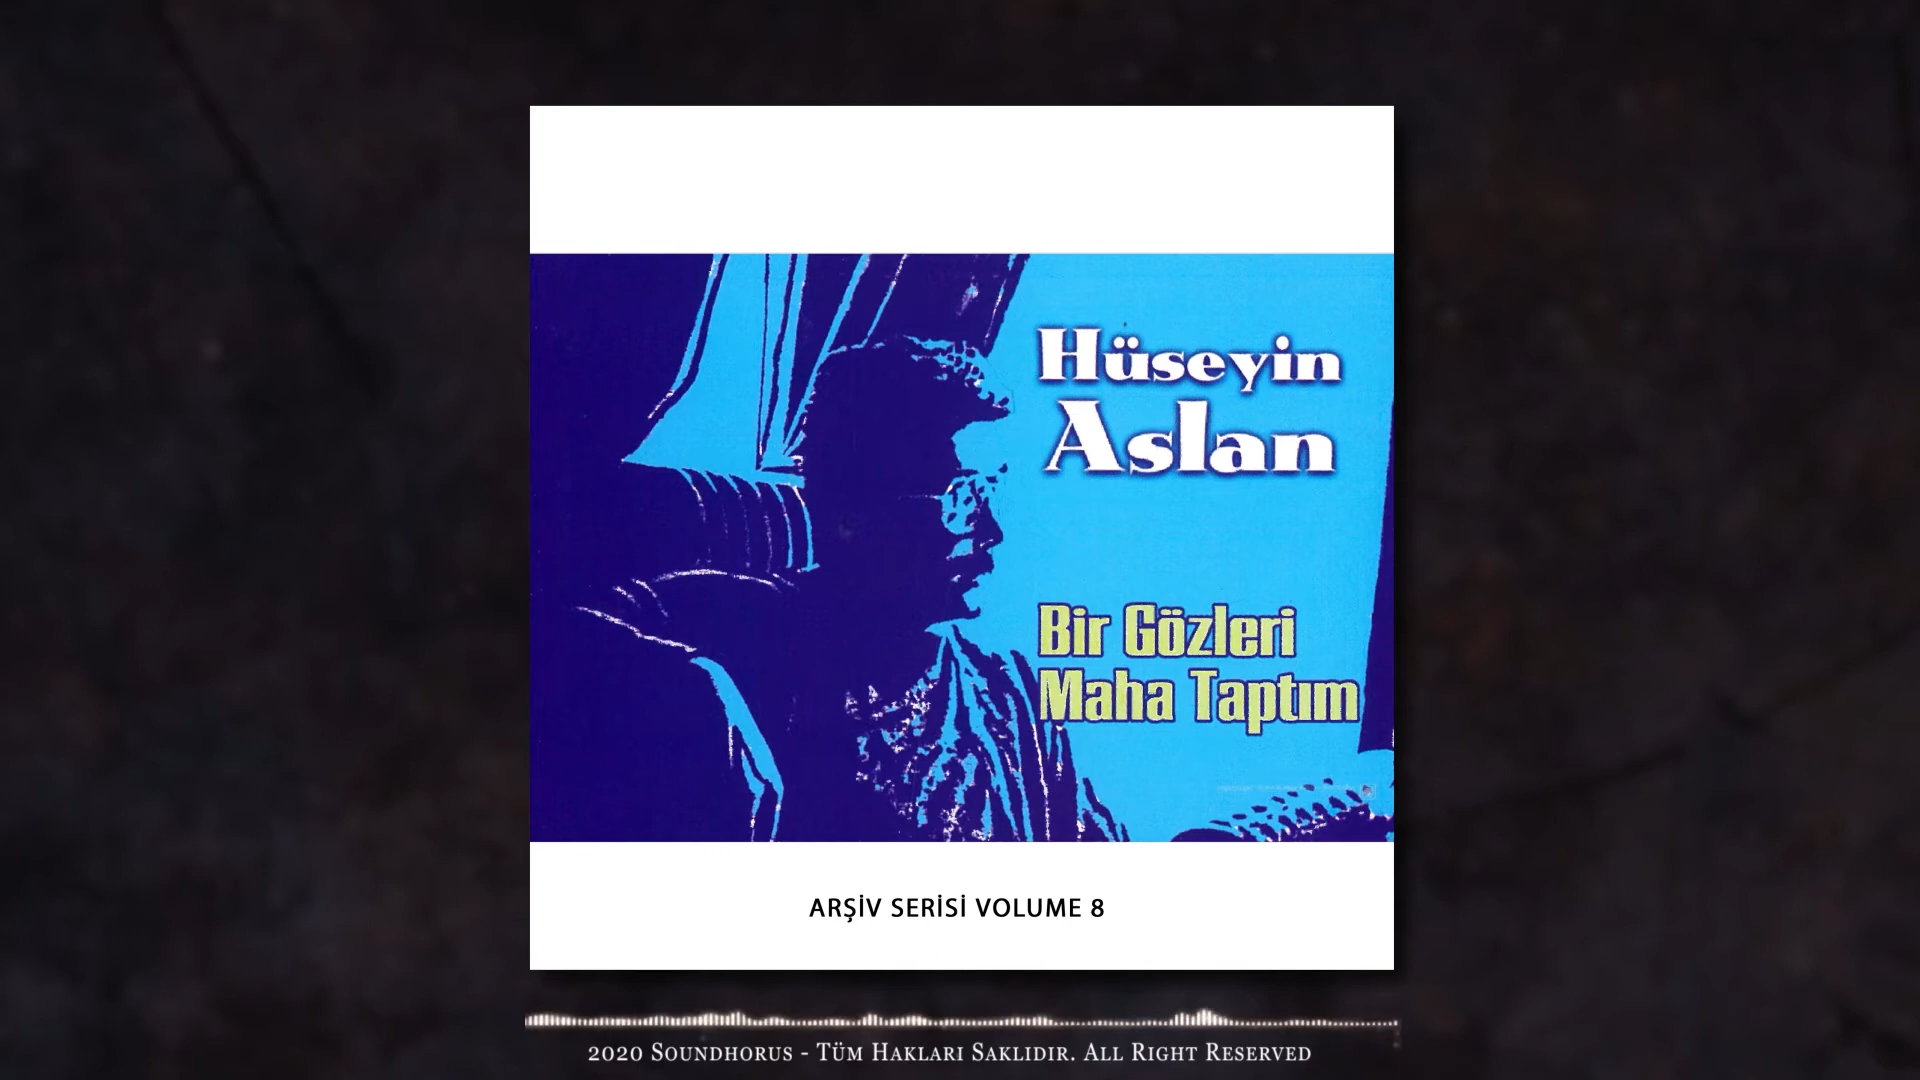 Hüseyin
Aslan
Bir Gözleri
Maha Taptım
ARŞİV SERİSİ VOLUME 8
2020 Soundhorus - Tüm Hakları Saklıdır. All Right Reserved